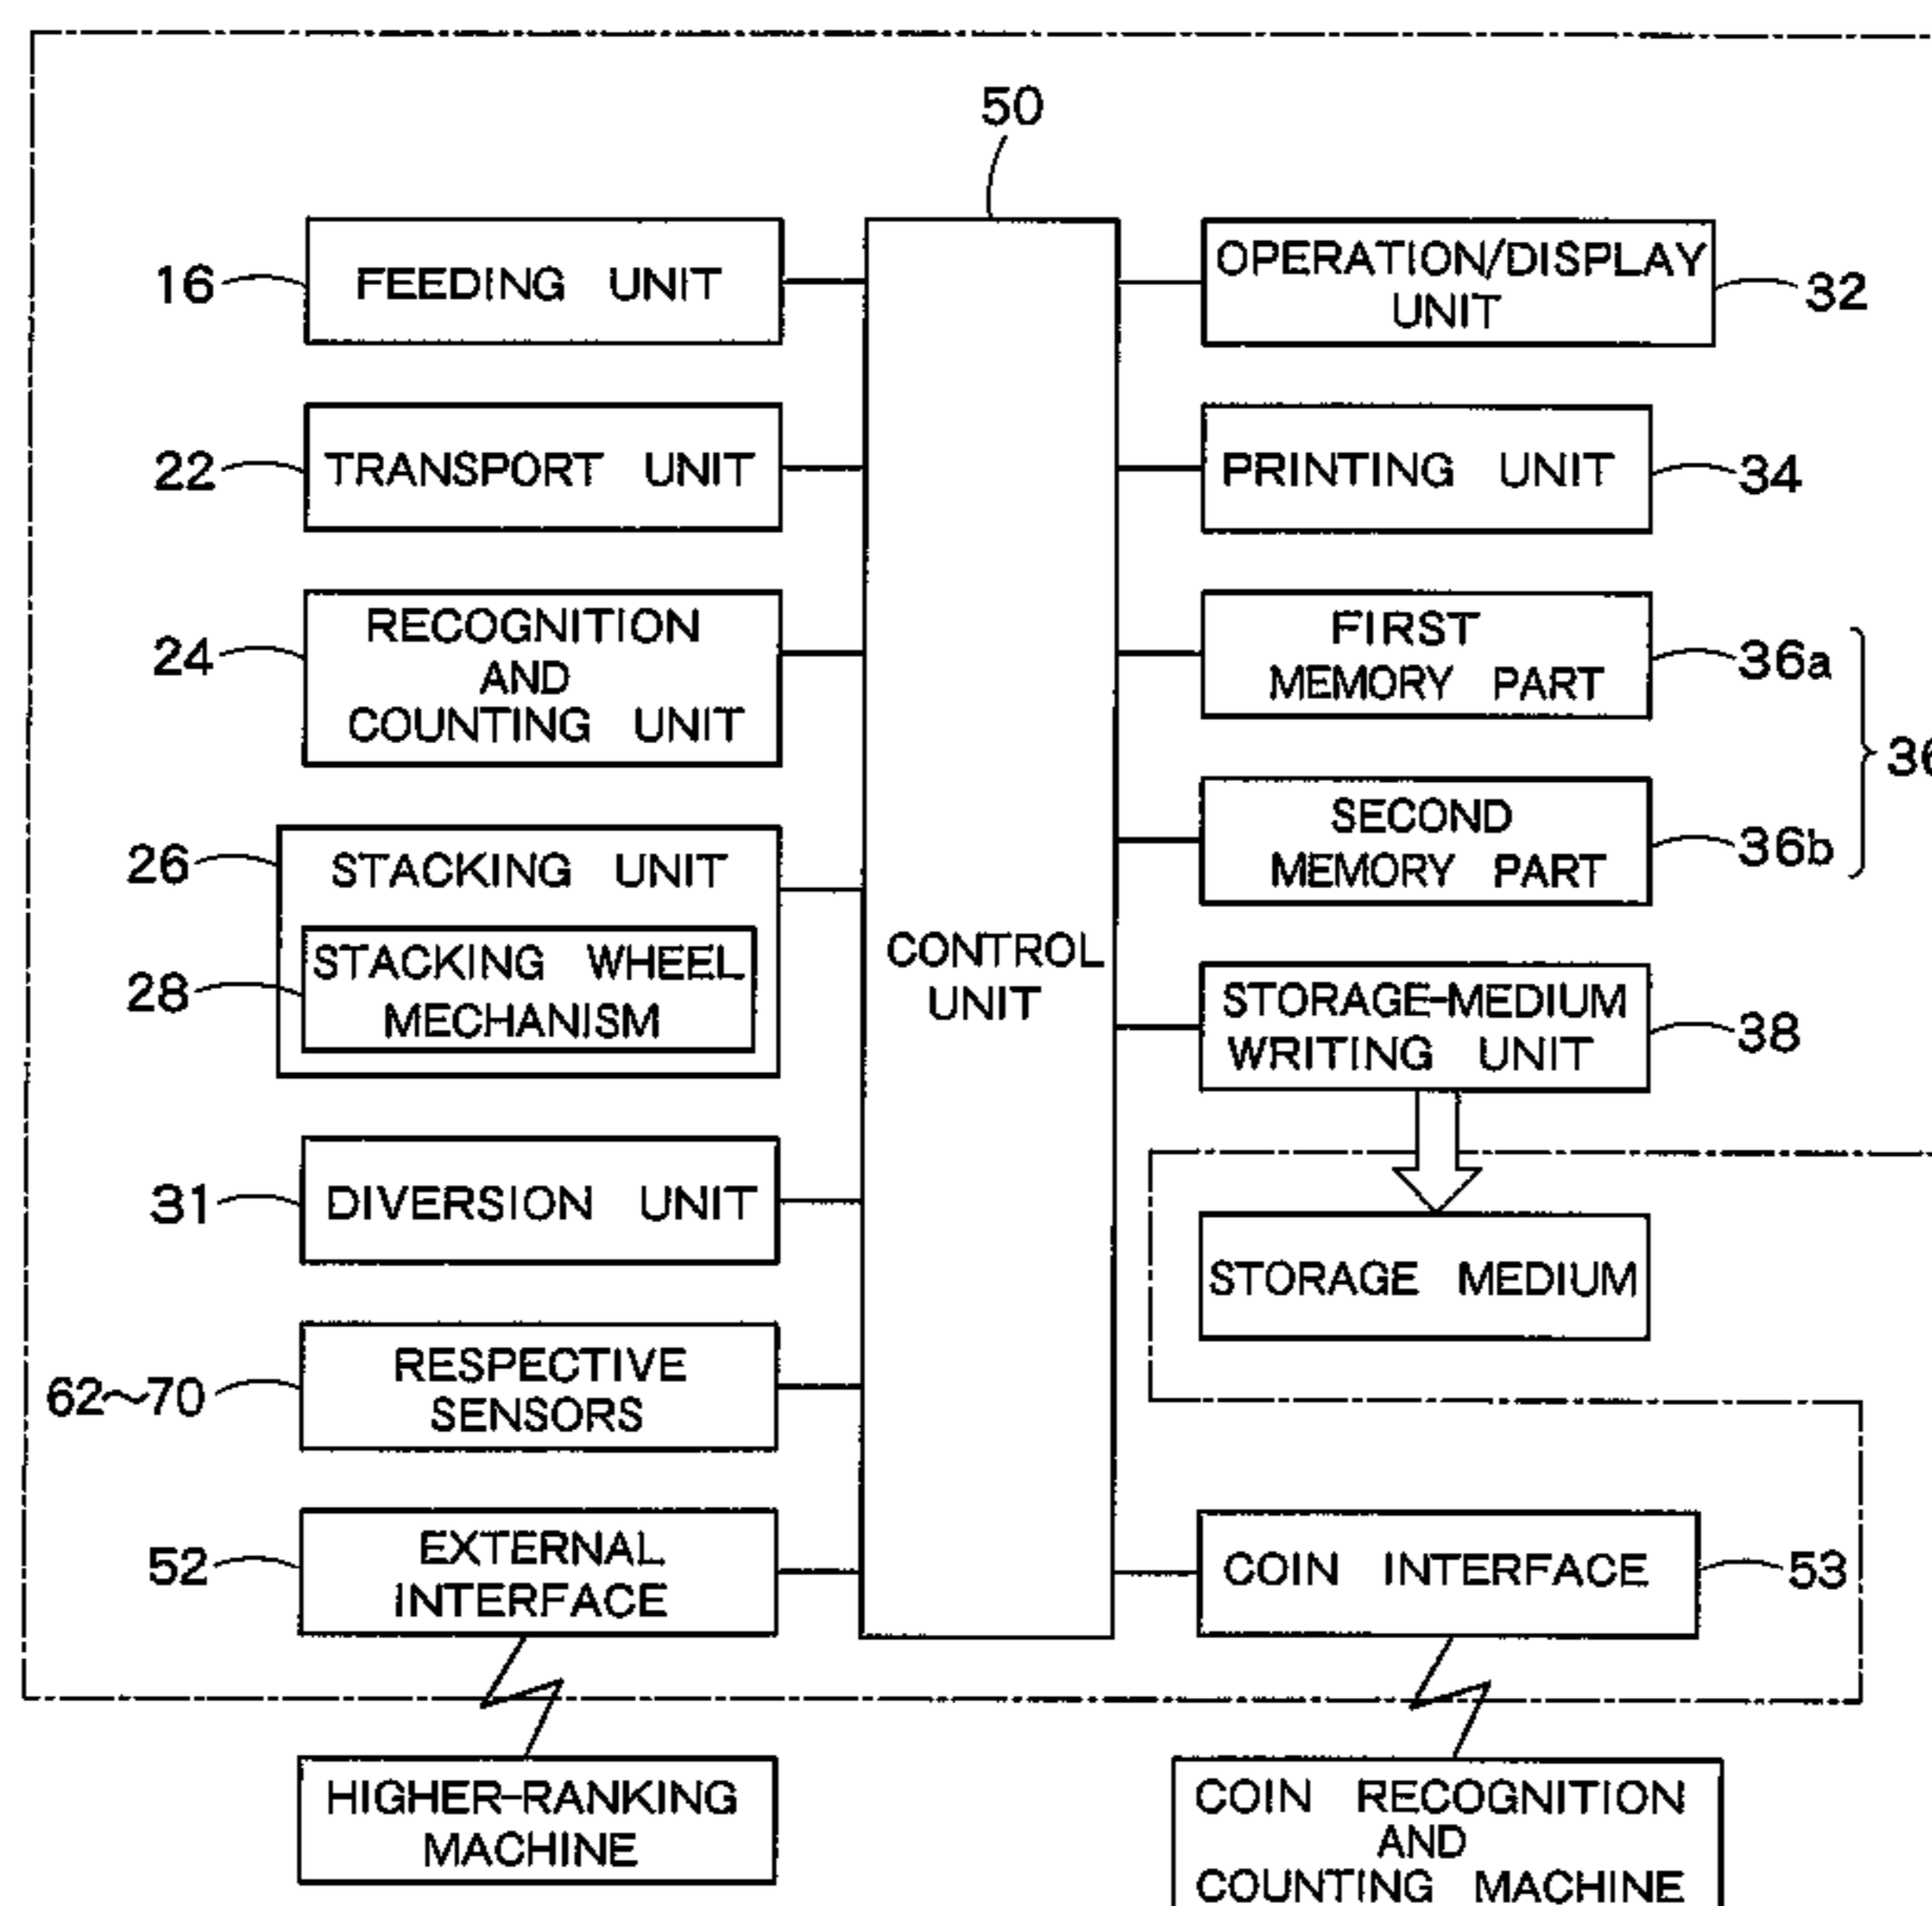 50
16
FEEDING UNIT
OPERATION/DISPLAY
UNIT
32
22
TRANSPORT UNIT
PRINTING UNIT
34
24
RECOGNITION
AND
COUNTING UNIT
FIRST
MEMORY PART
36a
36
SECOND
MEMORY PART
36b
26
STACKING UNIT
28
STACKING WHEEL
MECHANISM
CONTROL
UNIT
STORAGE-MEDIUM
WRITING UNIT
38
31
DIVERSION UNIT
STORAGE MEDIUM
62~70
RESPECTIVE
SENSORS
52
EXTERNAL
INTERFACE
COIN INTERFACE
53
HIGHER-RANKING
MACHINE
COIN RECOGNITION
AND
COUNTING MACHINE